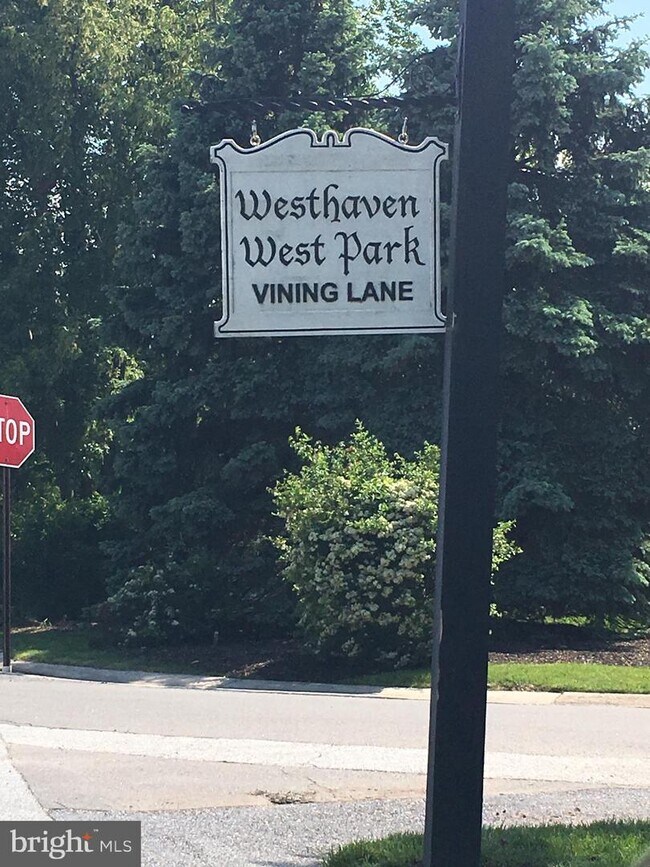 Westhaven
West Park
VINING LANE
TOP
bright MLS